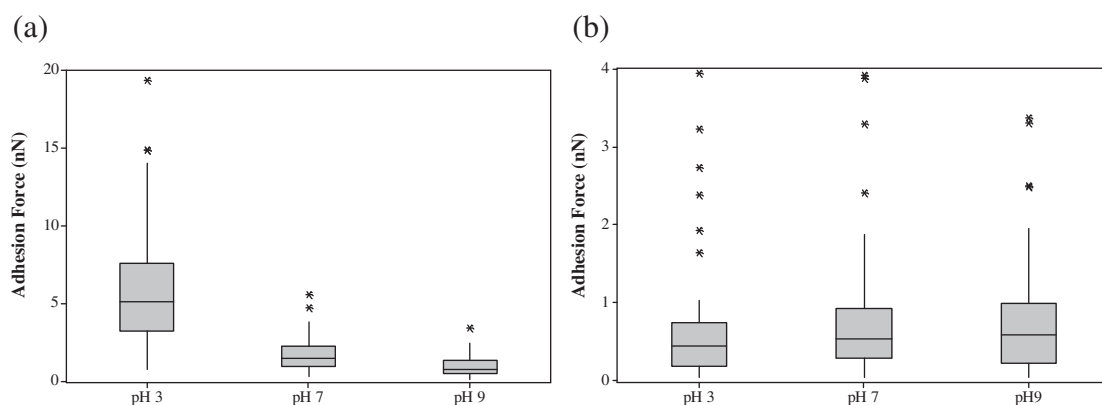 (a)
(b)
Adhesion Force (nN)
20
15
10
5
0
pH 3
pH 7
pH 9
Adhesion Force (nN)
4
3
2
1
0
pH 3
pH 7
pH9